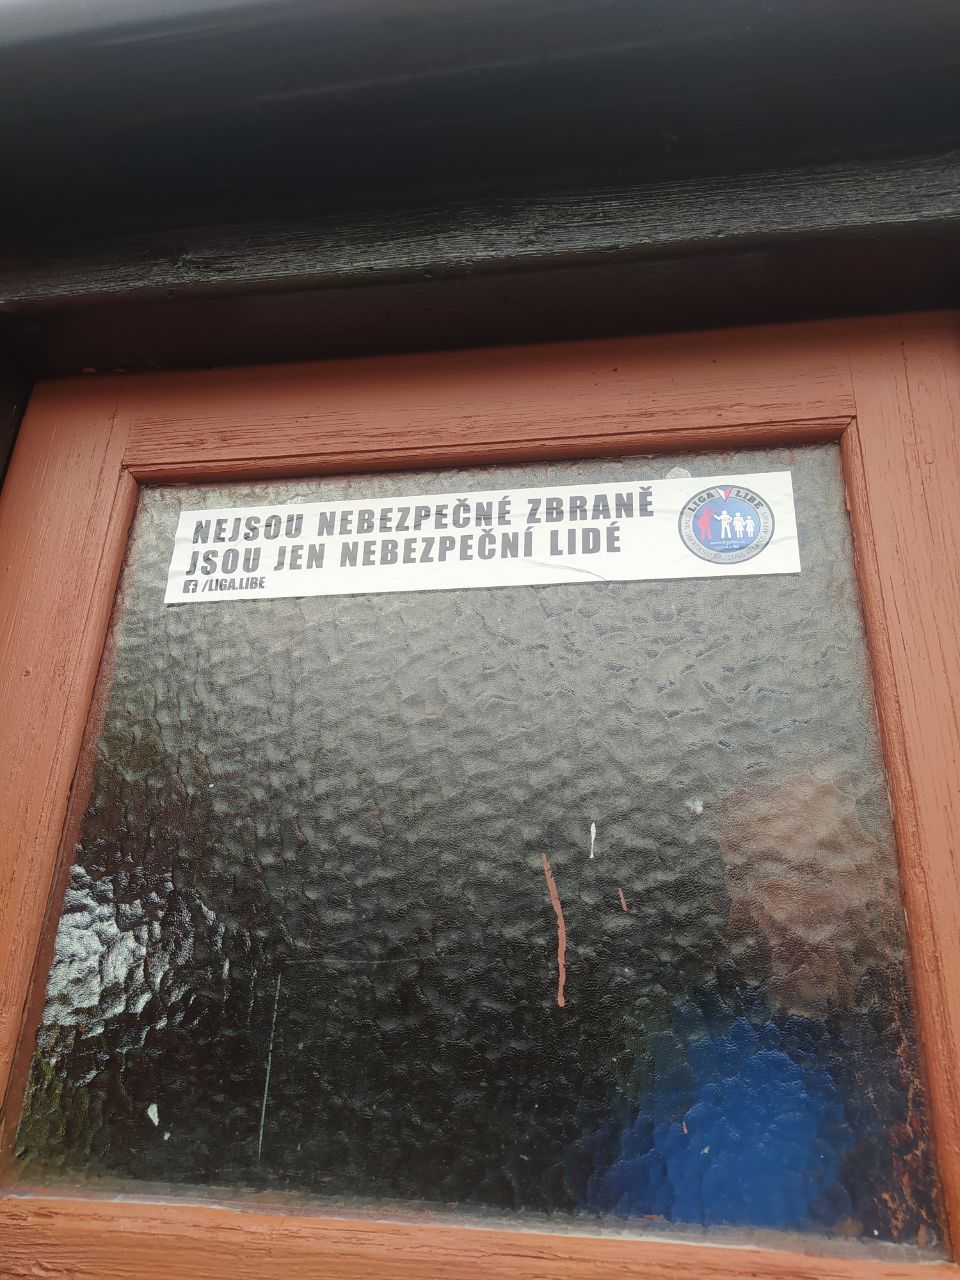 NEJSOU NEBEZPEČNÉ ZBRANĚ
JSOU JEN NEBEZPEČNÍ LIDÉ
/LIGA.LIBE
LIGA LIBE